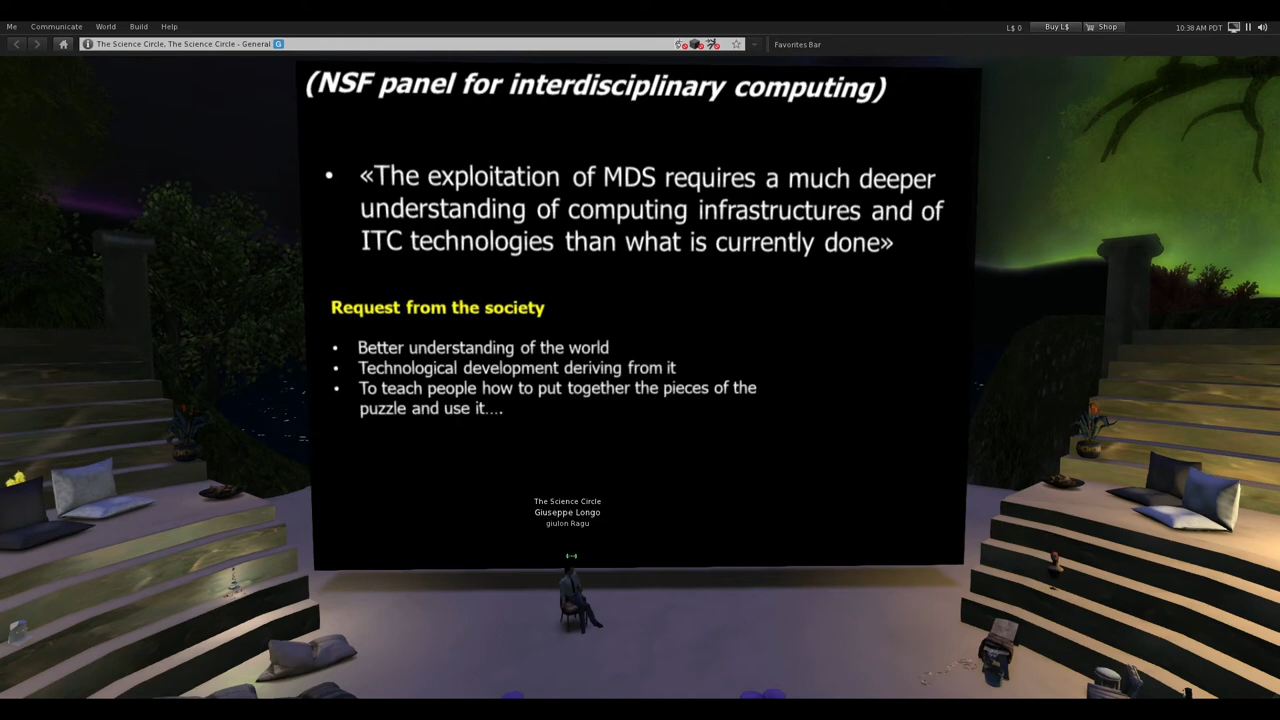 Me Communicate World Build Help L$ 0 Buy L$ Shop 10:38 AM PDT
The Science Circle, The Science Circle - General G Favorites Bar
(NSF panel for interdisciplinary computing)
• «The exploitation of MDS requires a much deeper
understanding of computing infrastructures and of
ITC technologies than what is currently done»
Request from the society
• Better understanding of the world
• Technological development deriving from it
• To teach people how to put together the pieces of the
puzzle and use it....
The Science Circle
Giuseppe Longo
giulon Ragu